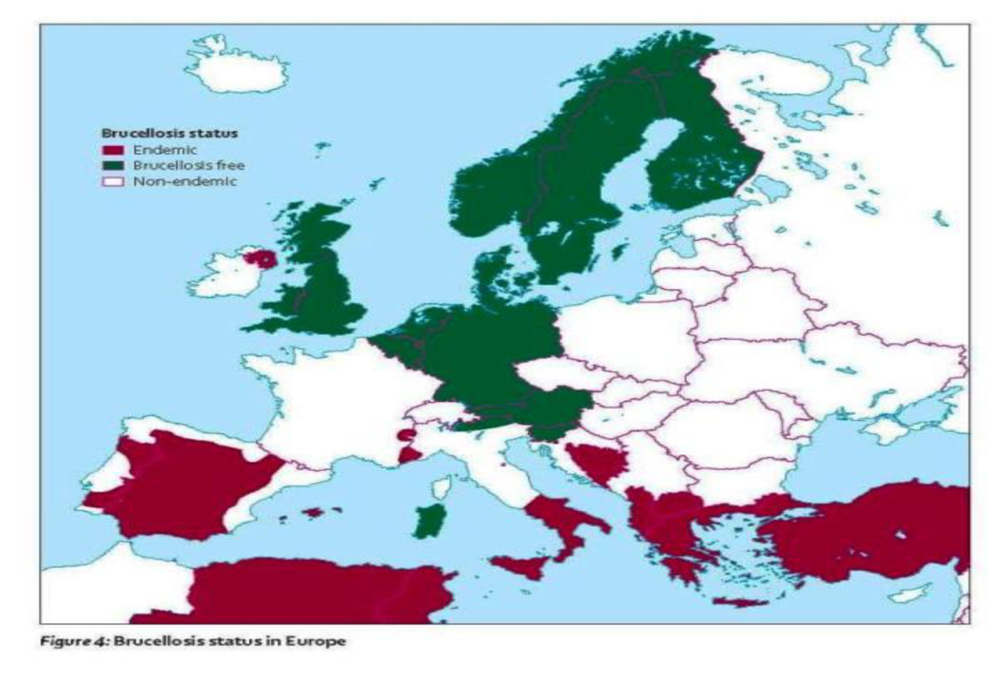 Brucellosis status
Endemic
Brucellosis free
Non-endemic
Figure 4: Brucellosis status in Europe